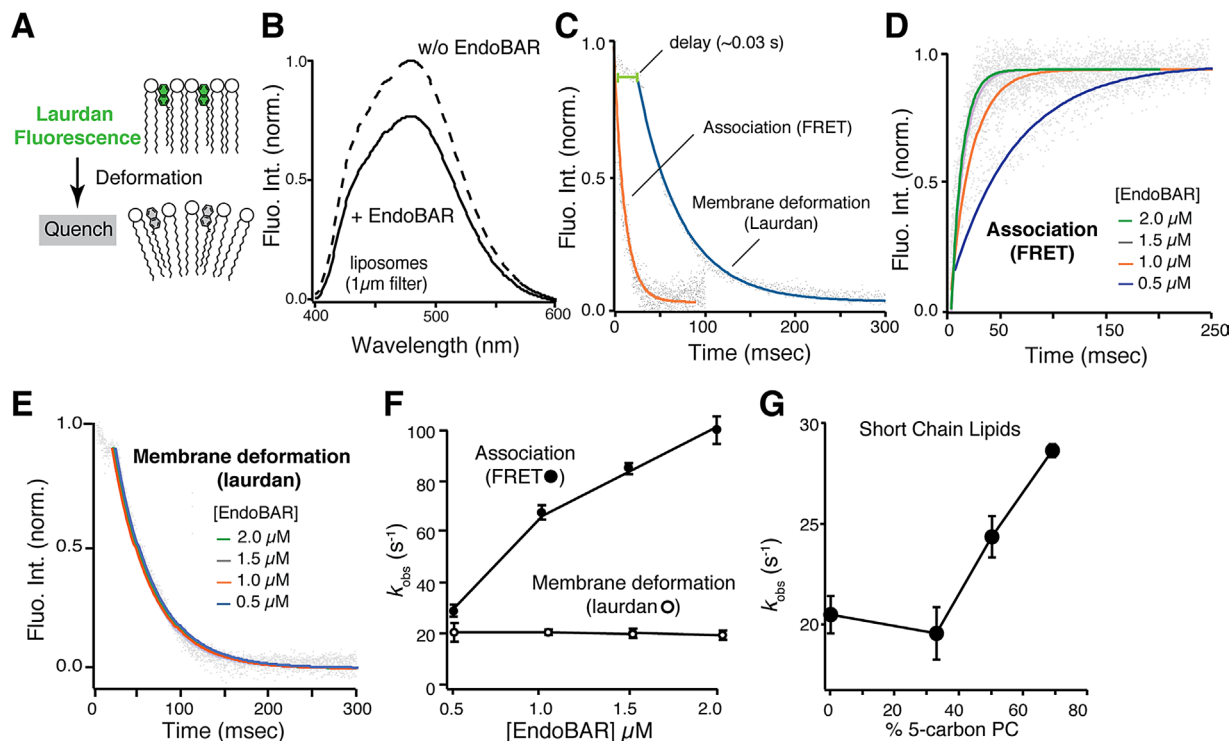 A
Laurdan
Fluorescence
Deformation
Quench
B
w/o EndoBAR
+ EndoBAR
liposomes
(1µm filter)
Fluo. Int. (norm.)
1.0
0.5
0.0
400
500
600
Wavelength (nm)
C
delay (~0.03 s)
Association (FRET)
Membrane deformation
(Laurdan)
Fluo. Int. (norm.)
1.0
0.5
0.0
0
100
200
300
Time (msec)
D
Association
(FRET)
[EndoBAR]
2.0 µM
1.5 µM
1.0 µM
0.5 µM
Fluo. Int. (norm.)
1.0
0.5
0.0
0
50
150
250
Time (msec)
E
Membrane deformation
(laurdan)
[EndoBAR]
2.0 µM
1.5 µM
1.0 µM
0.5 µM
Fluo. Int. (norm.)
1.0
0.5
0.0
0
100
200
300
Time (msec)
F
Association
(FRET)
Membrane deformation
(laurdan)
kobs (s-1)
100
80
60
40
20
0
0.5
1.0
1.5
2.0
[EndoBAR] µM
G
Short Chain Lipids
kobs (s-1)
30
25
20
0
20
40
60
80
% 5-carbon PC